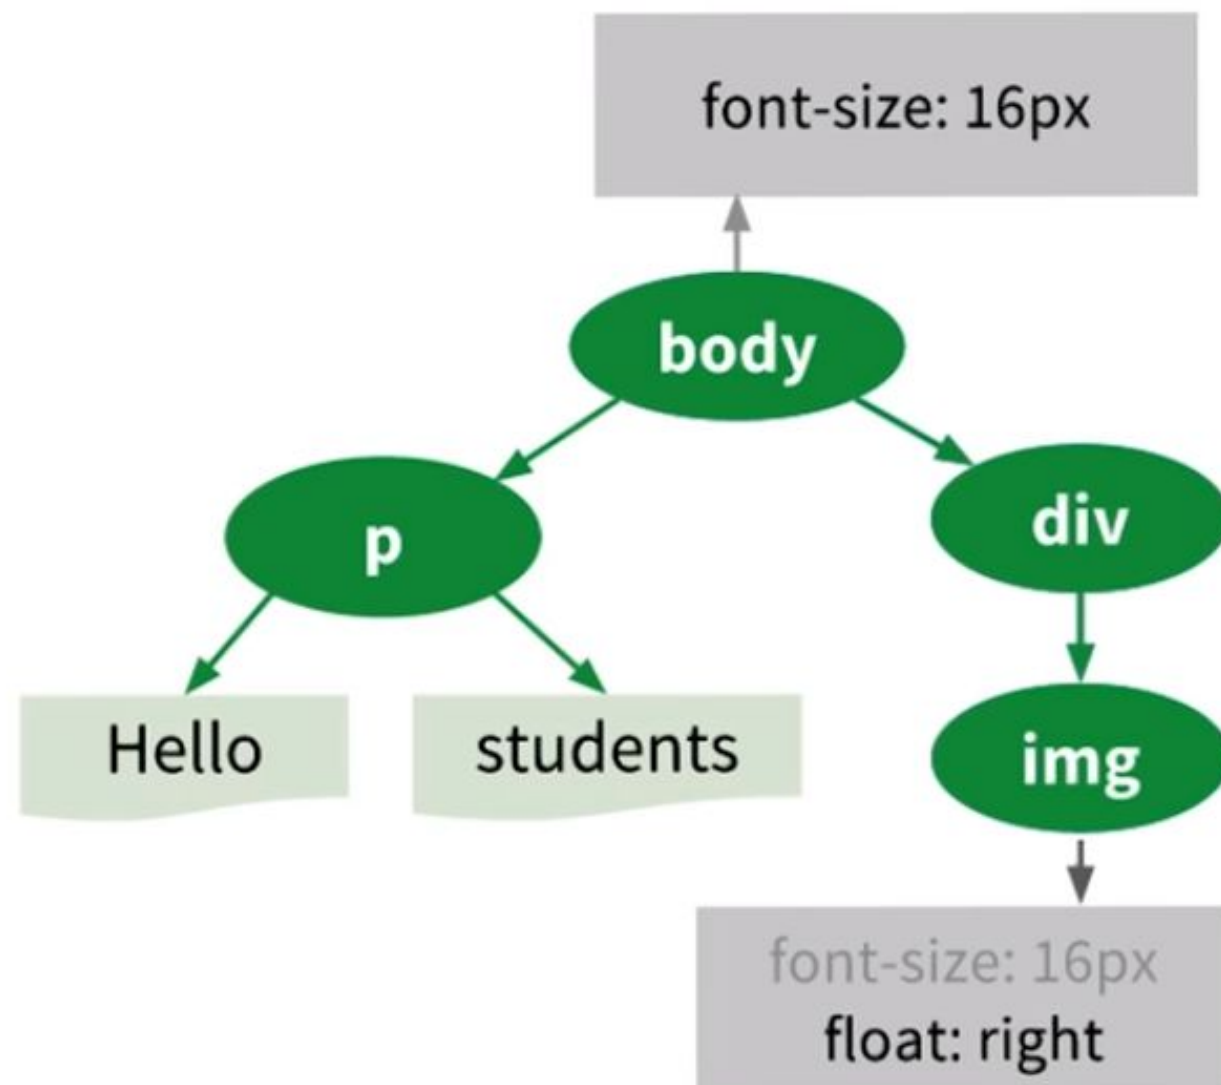 font-size: 16px
body
p
div
Hello
students
img
font-size: 16px
float: right